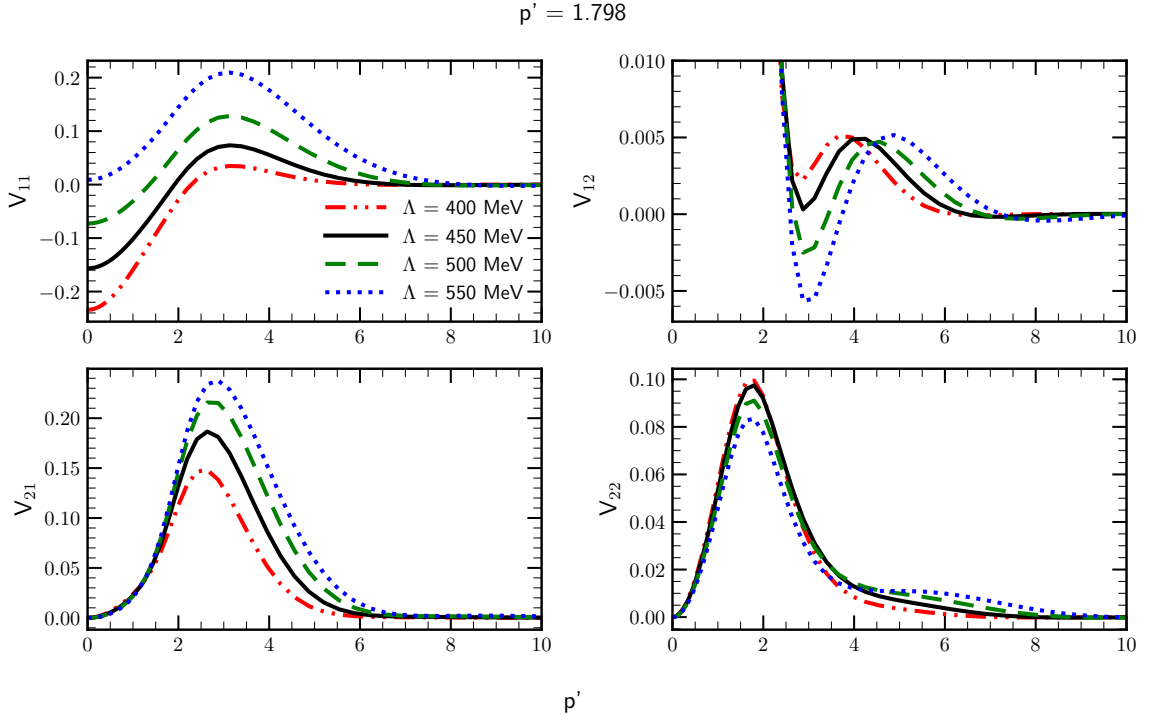 p' = 1.798
0.2
0.1
0.0
−0.1
−0.2
V11
0 2 4 6 8 10
Λ = 400 MeV
Λ = 450 MeV
Λ = 500 MeV
Λ = 550 MeV
0.010
0.005
0.000
−0.005
V12
0 2 4 6 8 10
0.20
0.15
0.10
0.05
0.00
V21
0 2 4 6 8 10
0.10
0.08
0.06
0.04
0.02
0.00
V22
0 2 4 6 8 10
p'